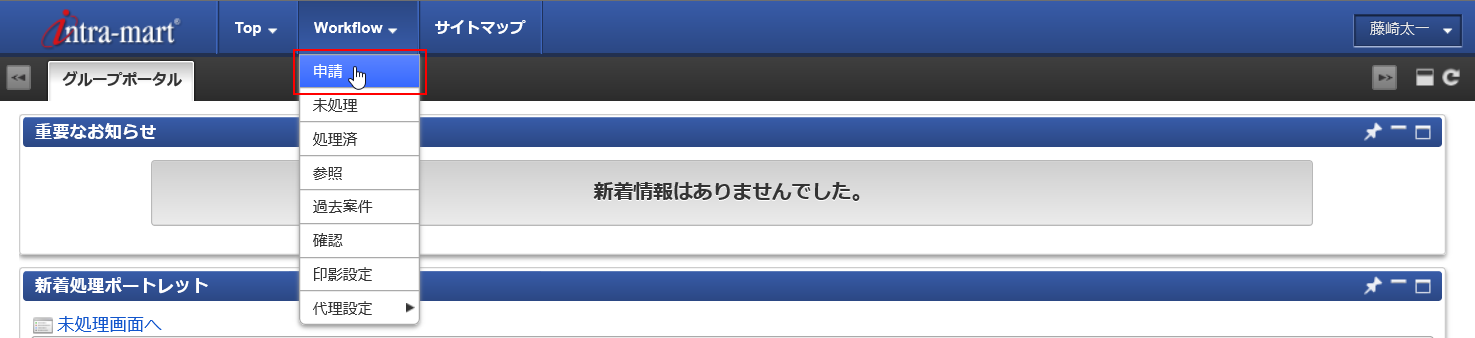 intra-mart®
Top
Workflow
サイトマップ
藤崎太一
グループポータル
申請
未処理
処理済
参照
過去案件
確認
印影設定
代理設定
重要なお知らせ
新着情報はありませんでした。
新着処理ポートレット
未処理画面へ